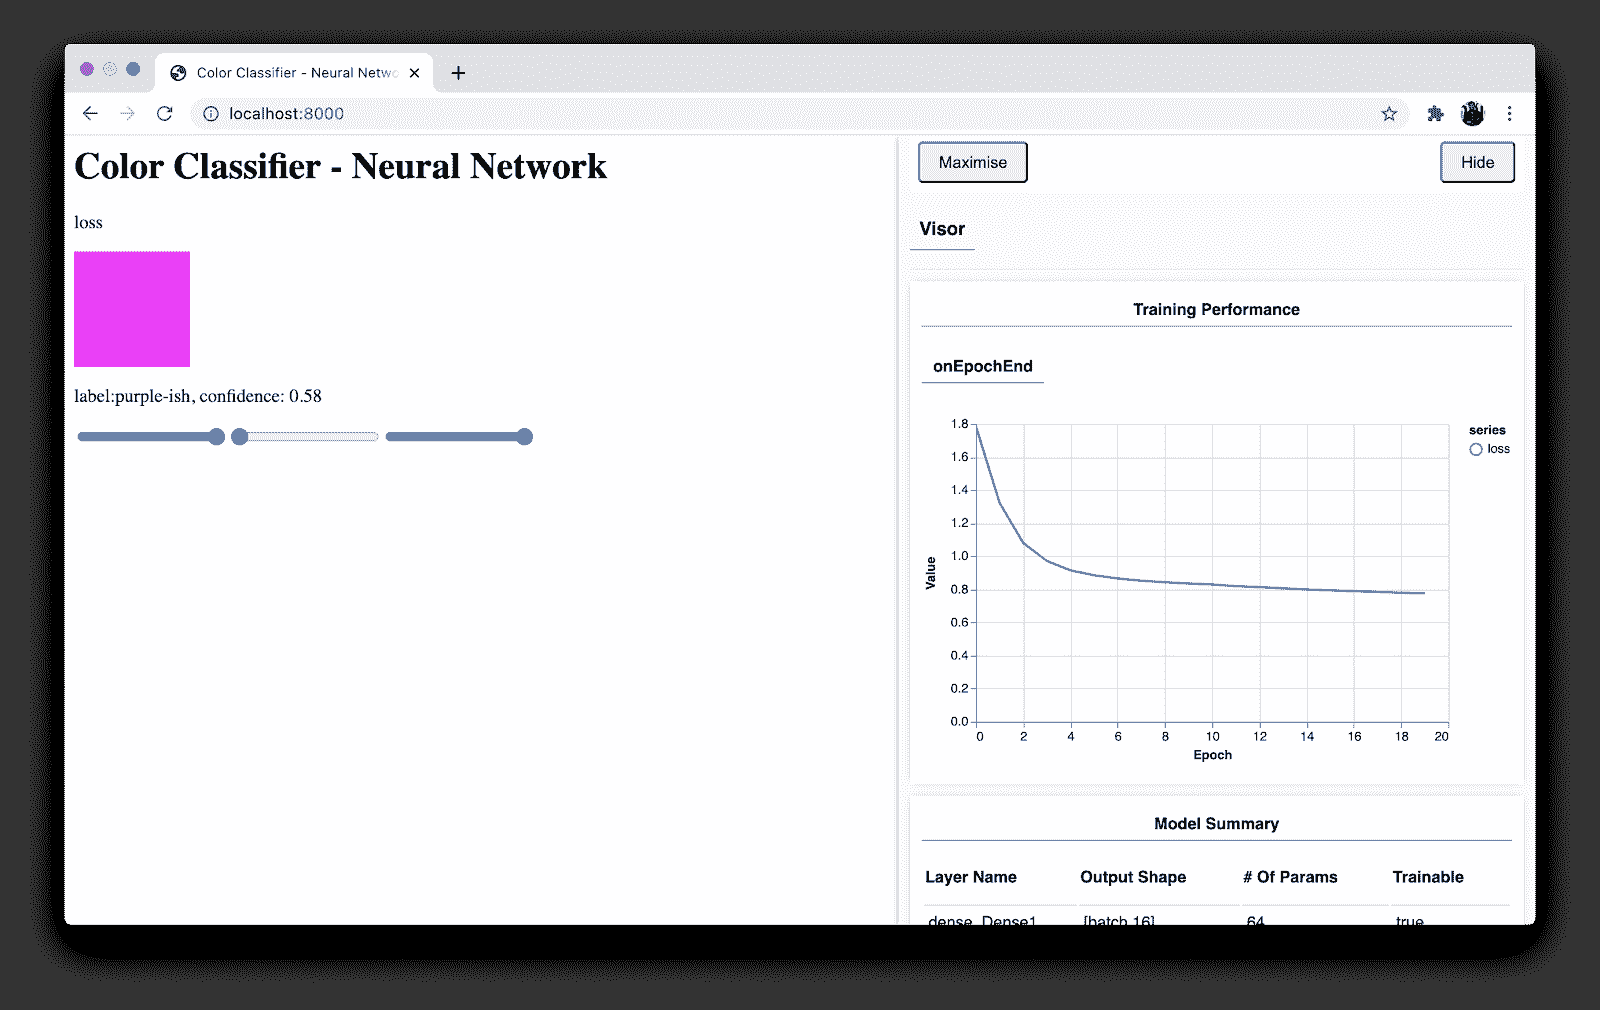 Color Classifier - Neural Netwo
localhost:8000
Color Classifier - Neural Network
loss
label:purple-ish, confidence: 0.58
Maximise
Hide
Visor
Training Performance
onEpochEnd
1.8
1.6
1.4
1.2
1.0
0.8
0.6
0.4
0.2
0.0
Value
0 2 4 6 8 10 12 14 16 18 20
Epoch
series
loss
Model Summary
Layer Name Output Shape # Of Params Trainable
dense_Dense1 [batch,16] 64 true